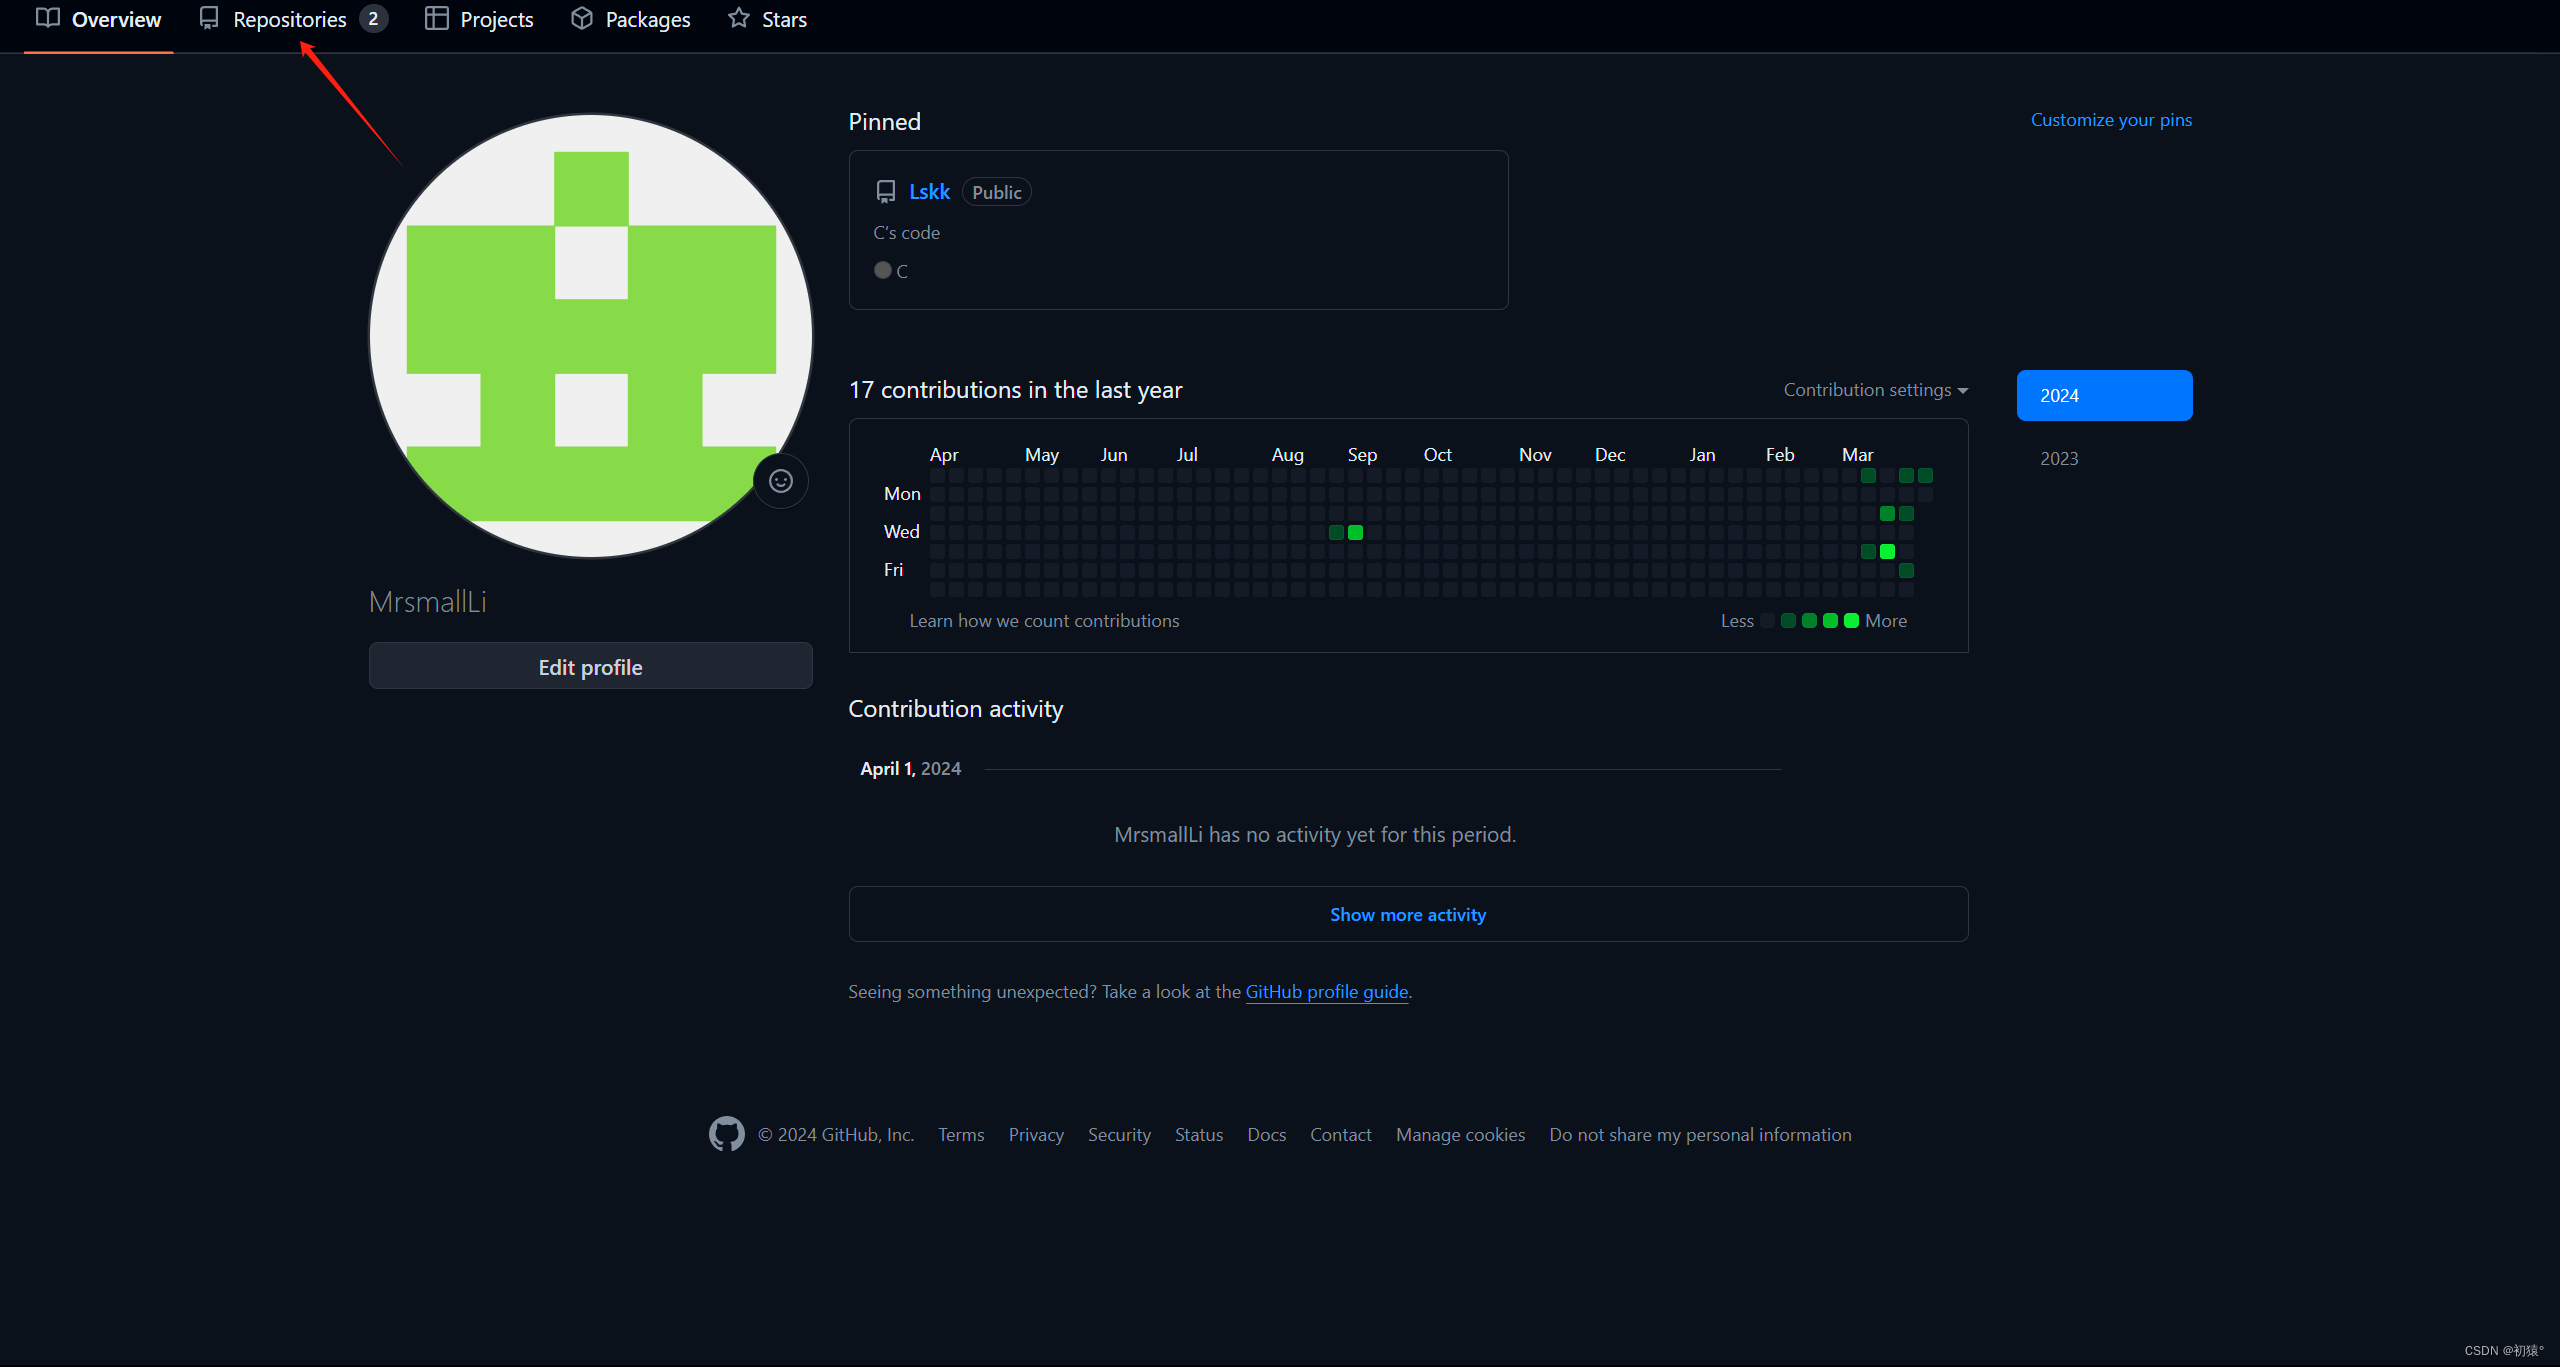 Overview Repositories 2 Projects Packages Stars
Pinned
Customize your pins
Lskk Public
C's code
C
17 contributions in the last year
Contribution settings
2024
2023
Apr May Jun Jul Aug Sep Oct Nov Dec Jan Feb Mar
Mon
Wed
Fri
Learn how we count contributions
Less More
MrsmallLi
Edit profile
Contribution activity
April 1, 2024
MrsmallLi has no activity yet for this period.
Show more activity
Seeing something unexpected? Take a look at the GitHub profile guide.
© 2024 GitHub, Inc. Terms Privacy Security Status Docs Contact Manage cookies Do not share my personal information
CSDN @初猿°